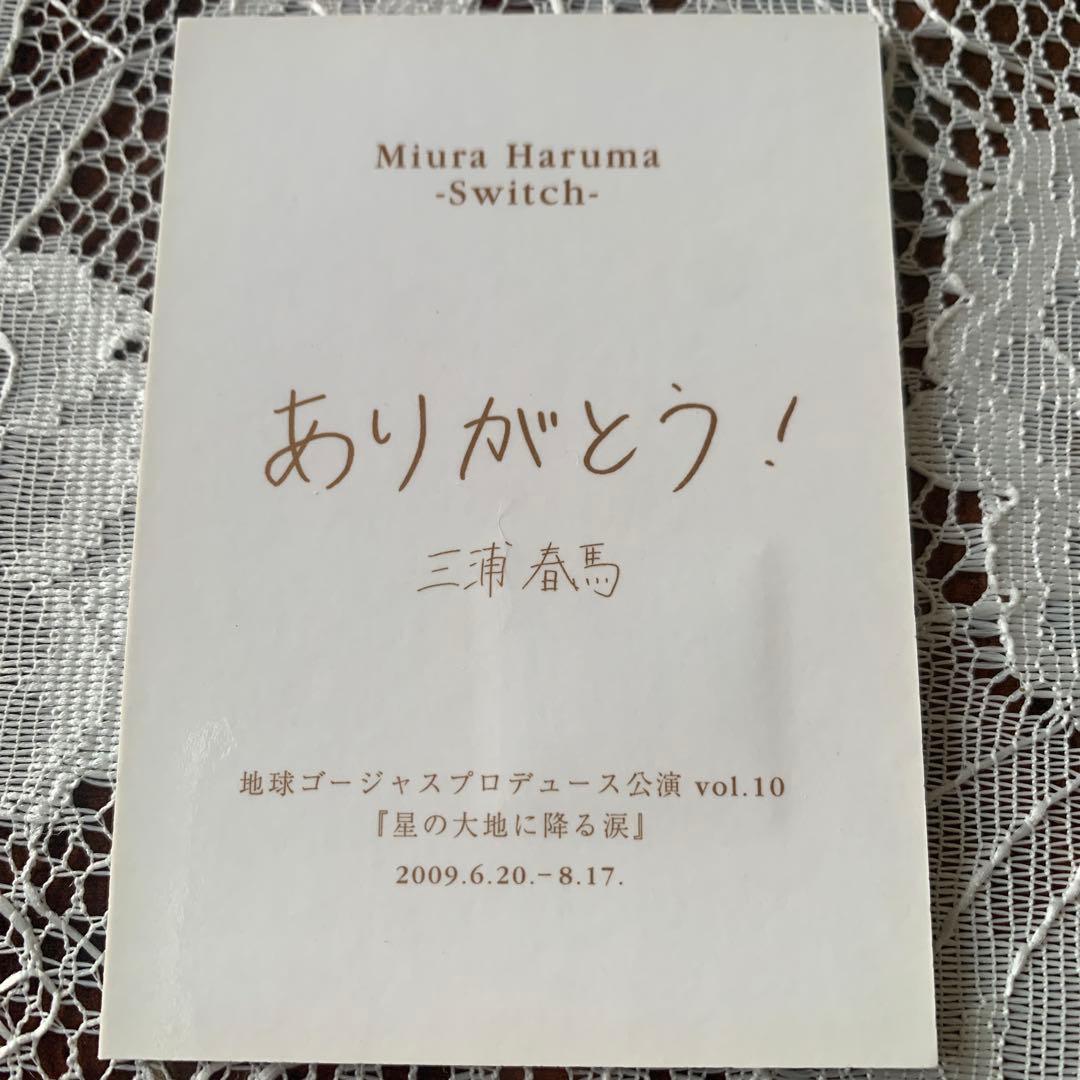 Miura Haruma
-Switch-
ありがとう!
三浦 春馬
地球ゴージャスプロデュース公演 vol.10
『星の大地に降る涙』
2009.6.20.−8.17.